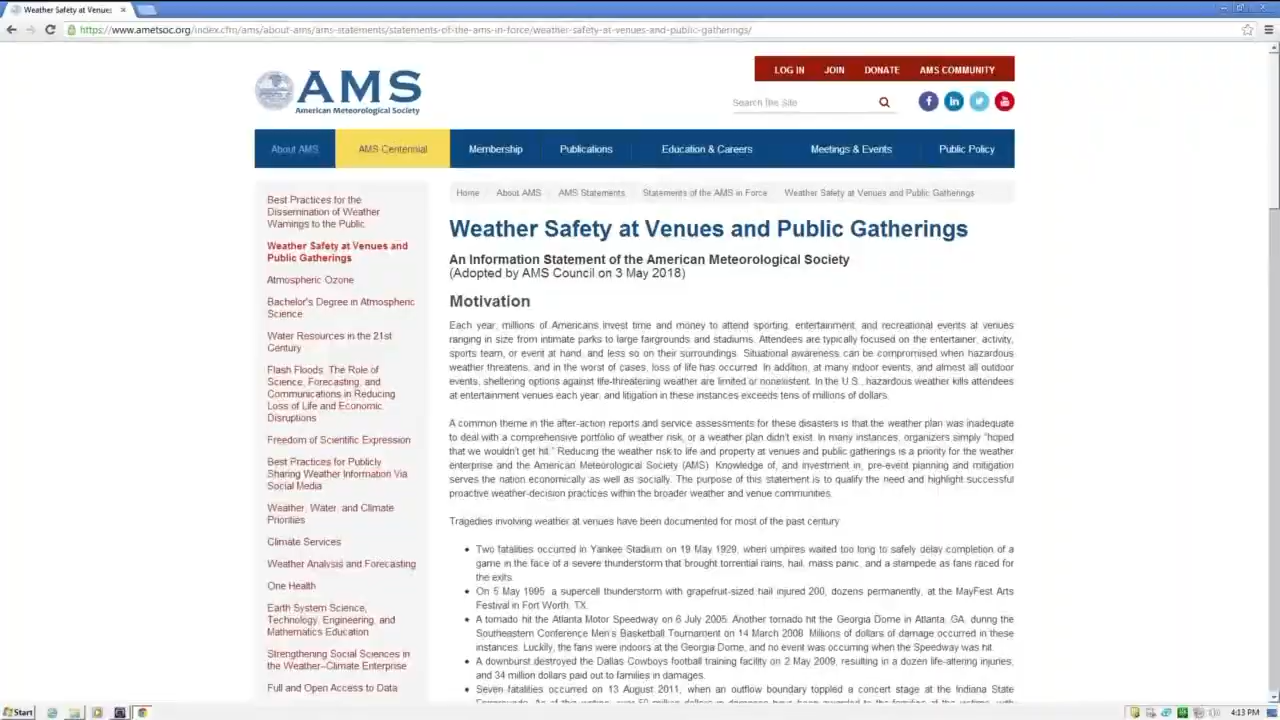 Weather Safety at Venues
https://www.ametsoc.org/index.cfm/ams/about-ams/ams-statements/statements-of-the-ams-in-force/weather-safety-at-venues-and-public-gatherings/
LOG IN JOIN DONATE AMS COMMUNITY
AMS
American Meteorological Society
Search the Site
About AMS AMS Centennial Membership Publications Education & Careers Meetings & Events Public Policy
Home About AMS AMS Statements Statements of the AMS in Force Weather Safety at Venues and Public Gatherings
Best Practices for the
Dissemination of Weather
Warnings to the Public
Weather Safety at Venues and
Public Gatherings
Atmospheric Ozone
Bachelor's Degree in Atmospheric
Science
Water Resources in the 21st
Century
Flash Floods: The Role of
Science, Forecasting, and
Communications in Reducing
Loss of Life and Economic
Disruptions
Freedom of Scientific Expression
Best Practices for Publicly
Sharing Weather Information Via
Social Media
Weather, Water, and Climate
Priorities
Climate Services
Weather Analysis and Forecasting
One Health
Earth System Science,
Technology, Engineering, and
Mathematics Education
Strengthening Social Sciences in
the Weather–Climate Enterprise
Full and Open Access to Data
Weather Safety at Venues and Public Gatherings
An Information Statement of the American Meteorological Society
(Adopted by AMS Council on 3 May 2018)
Motivation
Each year, millions of Americans invest time and money to attend sporting, entertainment, and recreational events at venues
ranging in size from intimate parks to large fairgrounds and stadiums. Attendees are typically focused on the entertainer, activity,
sports team, or event at hand, and less so on their surroundings. Situational awareness can be compromised when hazardous
weather threatens, and in the worst of cases, loss of life has occurred. In addition, at many indoor events, and almost all outdoor
events, sheltering options against life-threatening weather are limited or nonexistent. In the U.S., hazardous weather kills attendees
at entertainment venues each year, and litigation in these instances exceeds tens of millions of dollars.
A common theme in the after-action reports and service assessments for these disasters is that the weather plan was inadequate
to deal with a comprehensive portfolio of weather risk, or a weather plan didn't exist. In many instances, organizers simply "hoped
that we wouldn't get hit." Reducing the weather risk to life and property at venues and public gatherings is a priority for the weather
enterprise and the American Meteorological Society (AMS). Knowledge of, and investment in, pre-event planning and mitigation
serves the nation economically as well as socially. The purpose of this statement is to qualify the need and highlight successful
proactive weather-decision practices within the broader weather and venue communities.
Tragedies involving weather at venues have been documented for most of the past century
• Two fatalities occurred in Yankee Stadium on 19 May 1929, when umpires waited too long to safely delay completion of a
game in the face of a severe thunderstorm that brought torrential rains, hail, mass panic, and a stampede as fans raced for
the exits.
• On 5 May 1995, a supercell thunderstorm with grapefruit-sized hail injured 200, dozens permanently, at the MayFest Arts
Festival in Fort Worth, TX.
• A tornado hit the Atlanta Motor Speedway on 6 July 2005. Another tornado hit the Georgia Dome in Atlanta, GA, during the
Southeastern Conference Men's Basketball Tournament on 14 March 2008. Millions of dollars of damage occurred in these
instances. Luckily, the fans were indoors at the Georgia Dome, and no event was occurring when the Speedway was hit.
• A downburst destroyed the Dallas Cowboys football training facility on 2 May 2009, resulting in a dozen life-altering injuries,
and 34 million dollars paid out to families in damages.
• Seven fatalities occurred on 13 August 2011, when an outflow boundary toppled a concert stage at the Indiana State
Start
4:13 PM